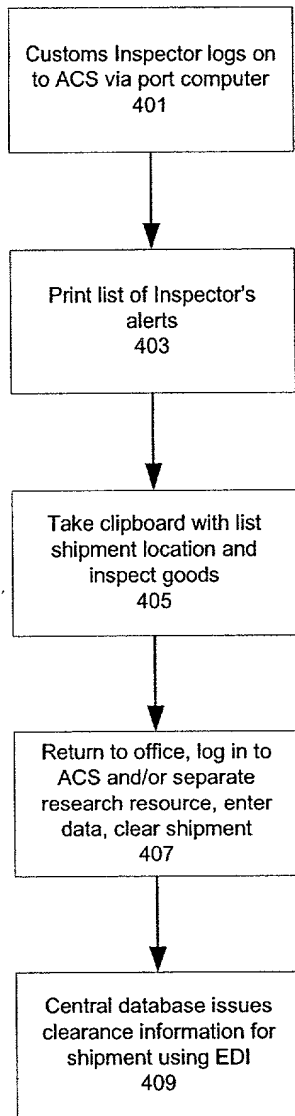 Customs Inspector logs on
to ACS via port computer
401
Print list of Inspector's
alerts
403
Take clipboard with list
shipment location and
inspect goods
405
Return to office, log in to
ACS and/or separate
research resource, enter
data, clear shipment
407
Central database issues
clearance information for
shipment using EDI
409